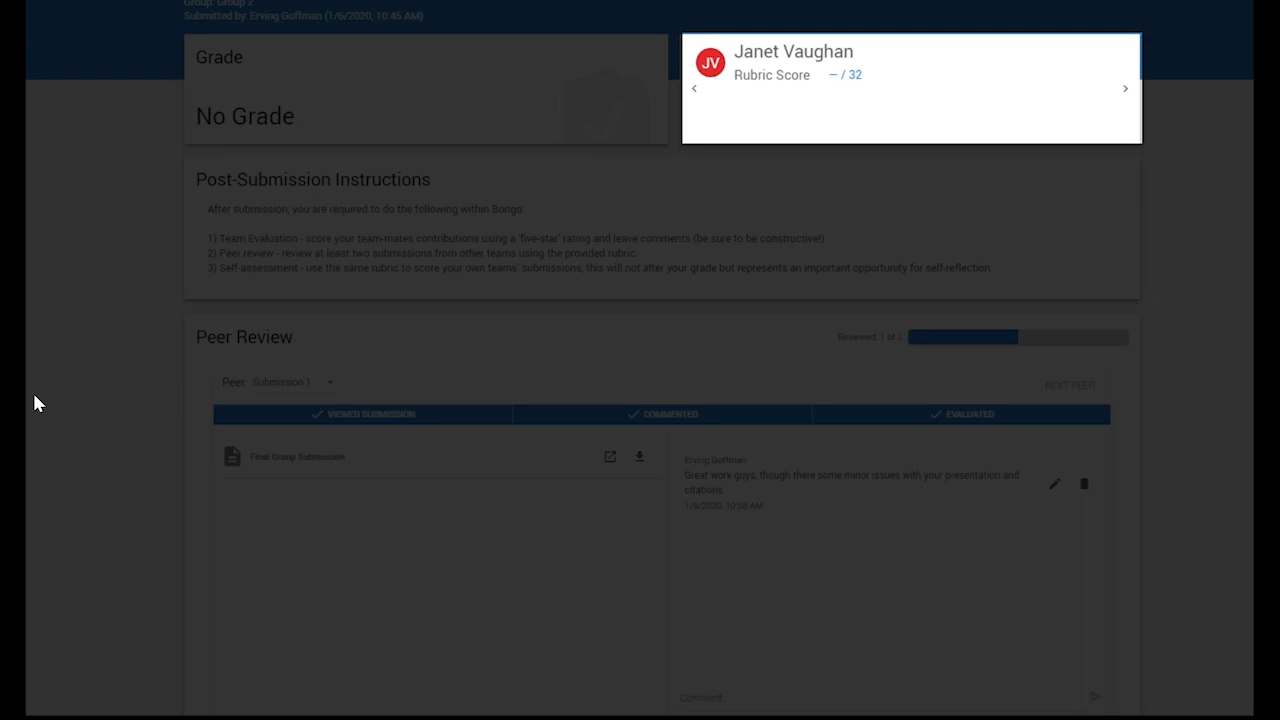 Group: Group 2
Submitted by: Erving Goffman (1/6/2020, 10:45 AM)
Grade
No Grade
JV
Janet Vaughan
Rubric Score — / 32
Post-Submission Instructions
After submission, you are required to do the following within Bongo:
1) Team Evaluation - score your team-mates contributions using a 'five-star' rating and leave comments (be sure to be constructive!)
2) Peer review - review at least two submissions from other teams using the provided rubric.
3) Self-assessment - use the same rubric to score your own teams' submissions, this will not alter your grade but represents an important opportunity for self-reflection.
Peer Review
Reviewed: 1 of 2
Peer: Submission 1
NEXT PEER
VIEWED SUBMISSION
COMMENTED
EVALUATED
Final Group Submission
Erving Goffman
Great work guys, though there some minor issues with your presentation and
citations.
1/6/2020, 10:58 AM
Comment...